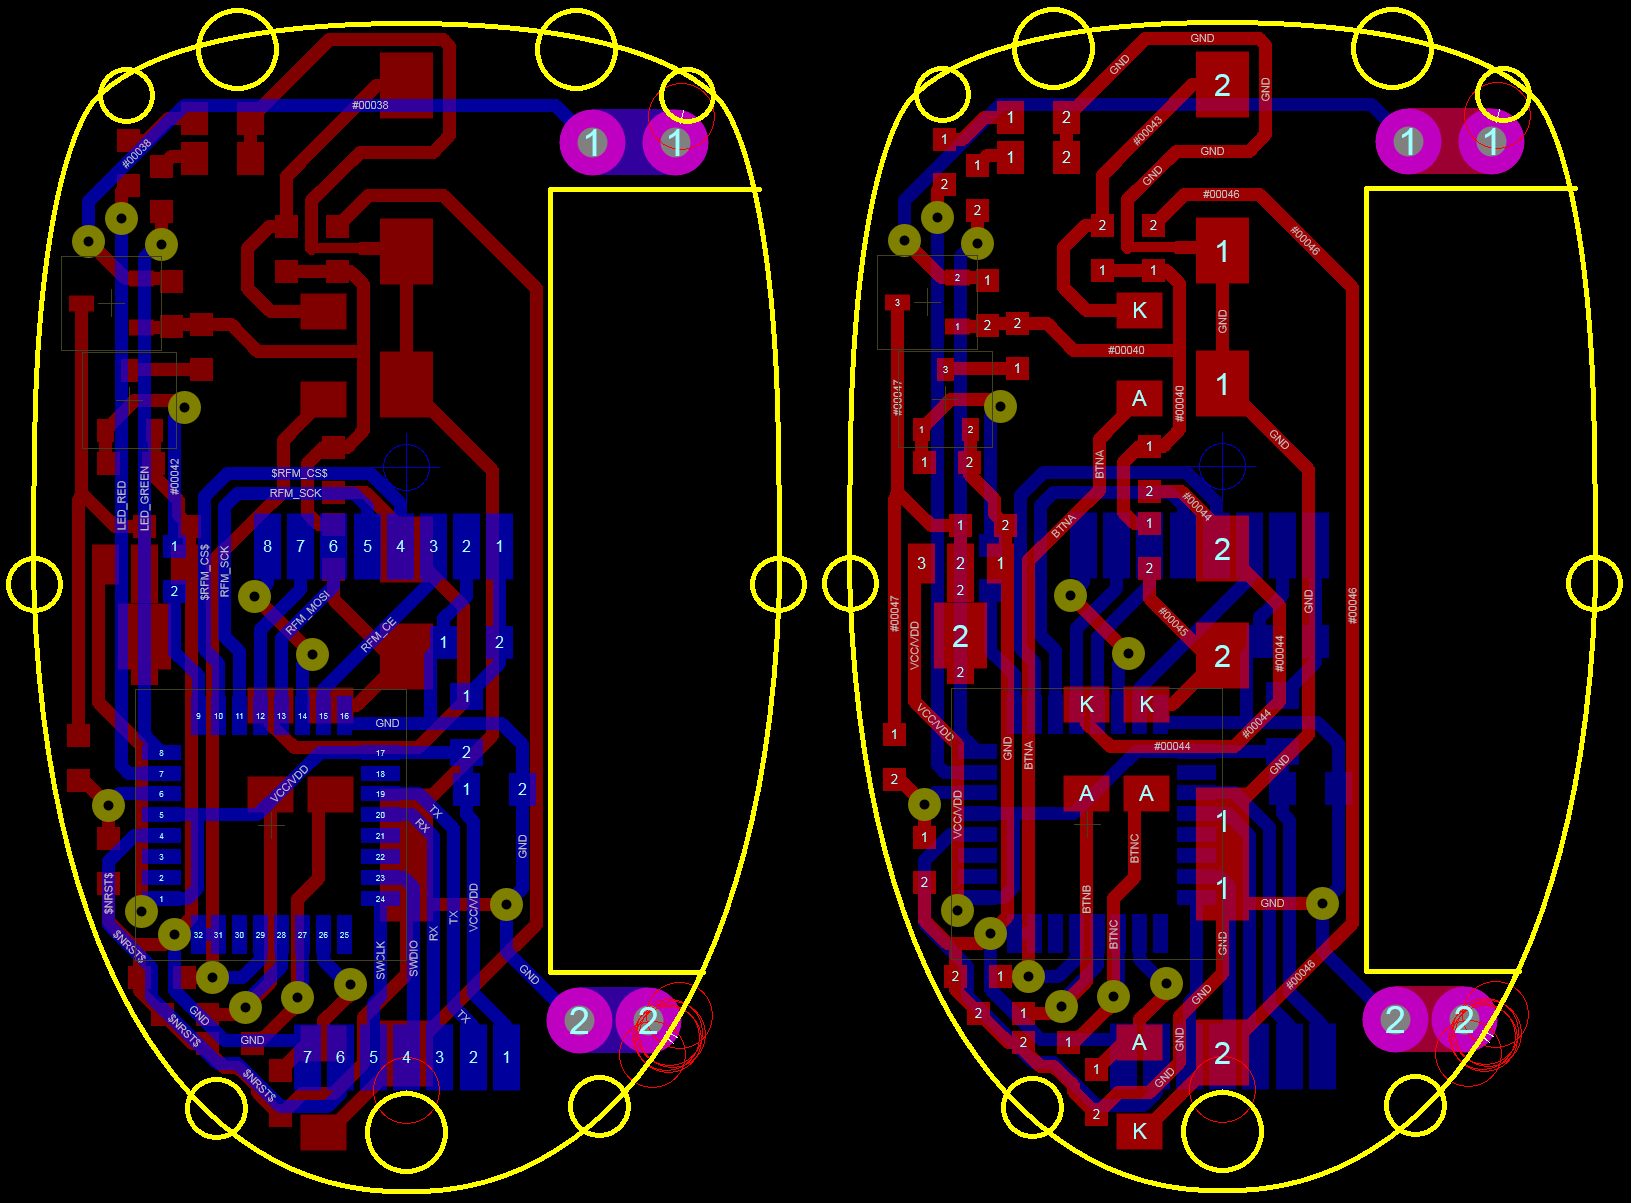 #00038
#00038
1 1
LED_RED
LED_GREEN
#00042
$RFM_CS$
RFM_SCK
$RFM_CS$
RFM_SCK
8 7 6 5 4 3 2 1
1
2
RFM_MOSI
RFM_CE
1 2
1
9 10 11 12 13 14 15 16
GND
8
7
6
5
4
3
2
1
17
18
19
20
21
22
23
24
VCC/VDD
2
1 2
TX
RX
GND
$NRST$
32 31 30 29 28 27 26 25
SWCLK
SWDIO
RX
TX
VCC/VDD
$NRST$
GND
GND
$NRST$
GND
TX
2 2
7 6 5 4 3 2 1
$NRST$
GND
GND
GND
2
#00043
1 2
1
1 1
1 2
GND
GND
2
2
#00046
#00046
2 2
1
1 1
2 1
3
K
1 2 2
GND
#00040
3 1
1
#00047
A
#00040
1 2
1 2
1
GND
BTNA
2
#00044
1 2
1
BTNA
2
3 2 1
2
2
#00047
VCC/VDD
2
2
#00045
2
#00044
GND
#00046
K K
1
VCC/VDD
GND
BTNA
#00044
#00044
GND
2
A A
VCC/VDD
1
1
2
BTNC
1
BTNB
GND
BTNC
GND
2 1
#00046
2 1
GND
2 1
A
GND
2
2 2
1
GND
2
K